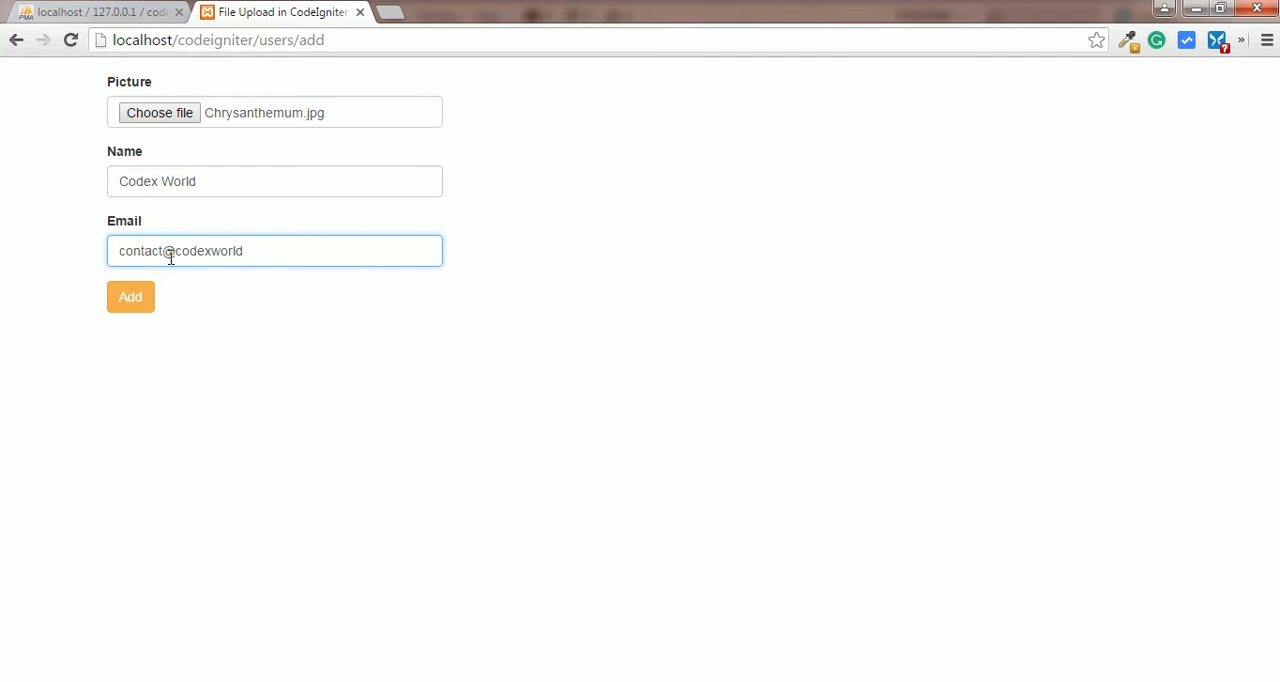 localhost / 127.0.0.1 / cod
File Upload in CodeIgniter
localhost/codeigniter/users/add
Picture
Choose file Chrysanthemum.jpg
Name
Codex World
Email
contact@codexworld
Add